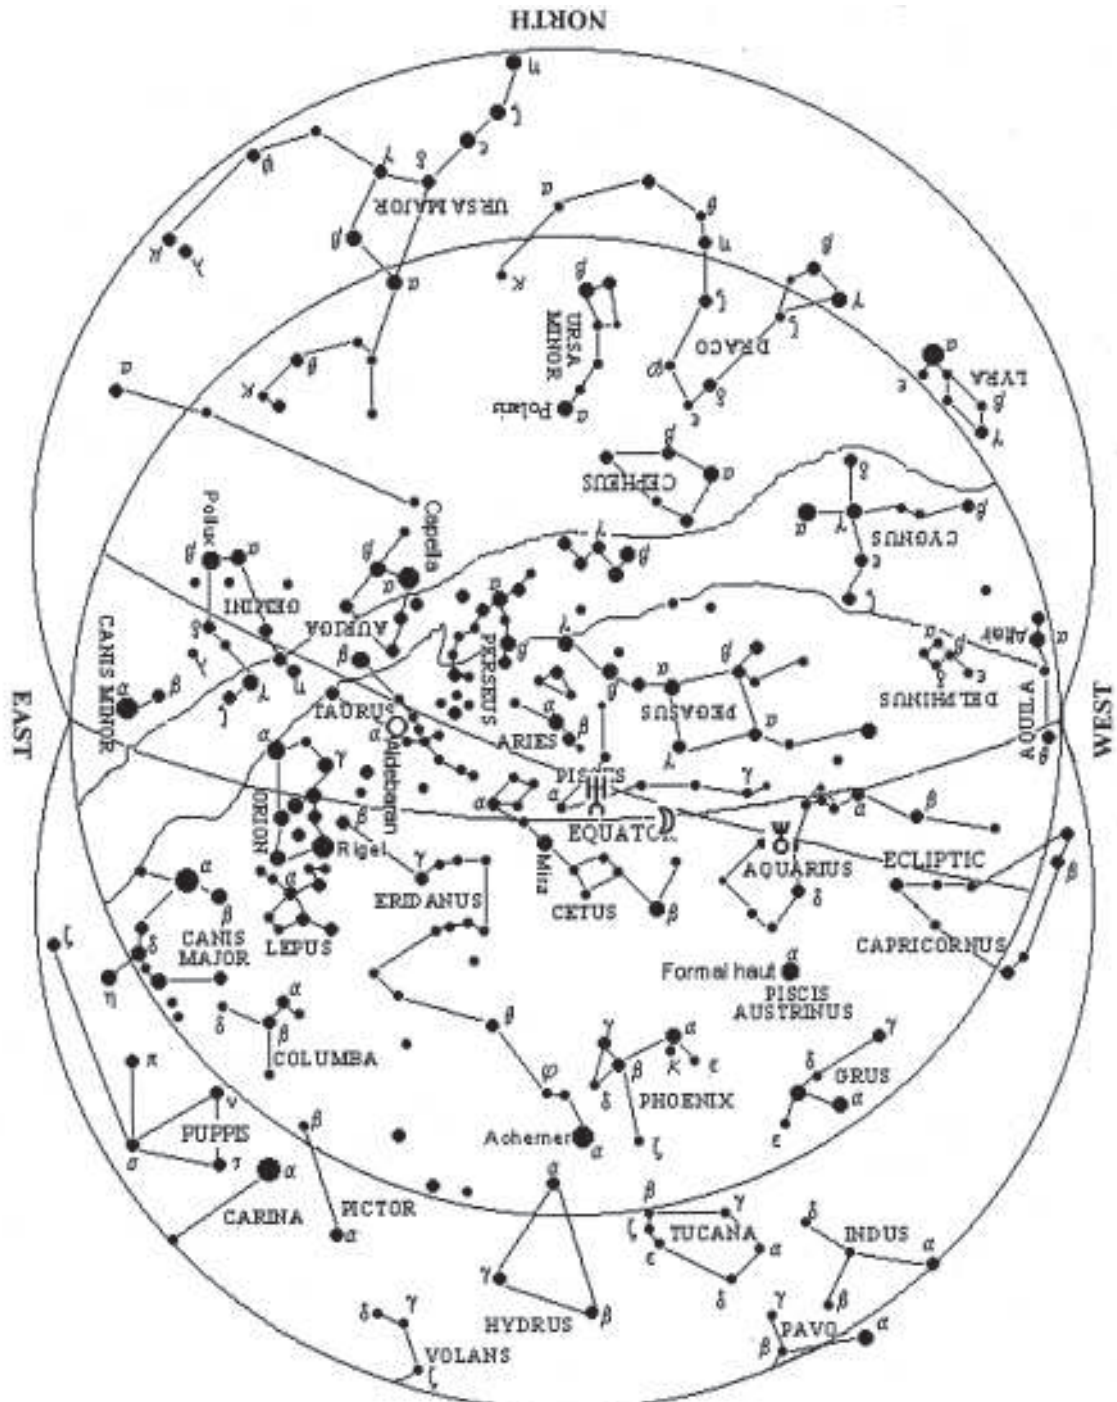 NORTH
η
ζ
ε
δ
γ
ψ
URSA MAJOR
β
α
μ
λ
α
θ
η
κ
ζ
β
γ
ζ
β
URSA
MINOR
φ
DRACO
δ
ε
α
ε
LYRA
β
γ
θ
κ
α
Polaris
α
β
CEPHEUS
α
δ
α
γ
CYGNUS
β
ε
ζ
Pollux
β
α
Capella
β
α
GEMINI
AURIGA
γ
β
α
PERSEUS
β
γ
β
α
β
PEGASUS
α
γ
Altair
α
α
β
δ
ε
DELPHINUS
AQUILA
θ
CANIS MINOR
α
β
δ
λ
ζ
γ
η
β
TAURUS
α
Aldebaran
EAST
WEST
α
β
ARIES
α
γ
ORION
β
Rigel
α
PISCES
α
γ
EQUATOR
Mira
α
β
AQUARIUS
δ
ECLIPTIC
β
γ
ERIDANUS
CETUS
β
CAPRICORNUS
α
β
CANIS
MAJOR
δ
η
α
LEPUS
ζ
Formal haut
α
PISCIS
AUSTRINUS
δ
α
β
COLUMBA
θ
γ
α
β
κ
ε
δ
PHOENIX
ζ
γ
δ
GRUS
α
ε
π
ν
PUPPIS
σ
τ
β
φ
Aohemer
α
α
CARINA
PICTOR
α
α
β
γ
ζ
TUCANA
ε
α
δ
δ
INDUS
α
β
γ
HYDRUS
β
γ
PAVO
α
β
δ
γ
VOLANS
ζ